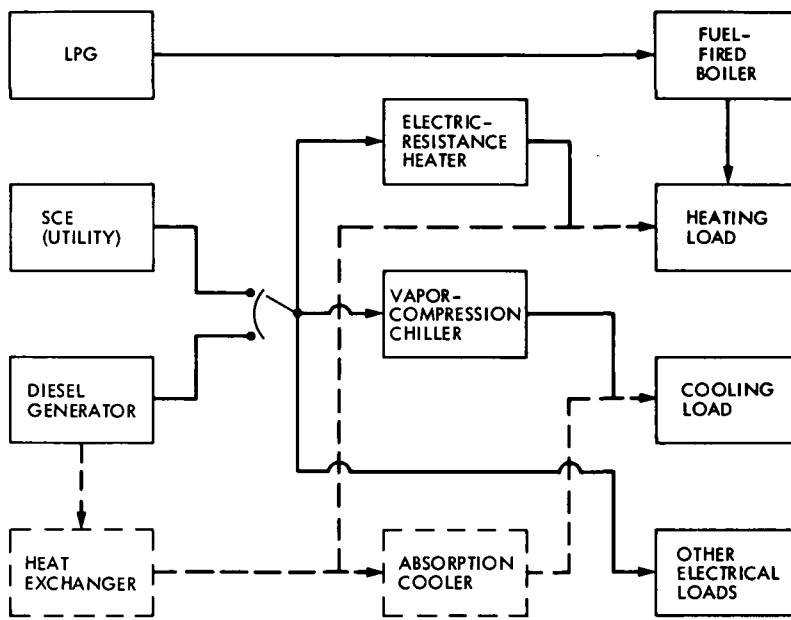 LPG
FUEL-
FIRED
BOILER
ELECTRIC-
RESISTANCE
HEATER
SCE
(UTILITY)
HEATING
LOAD
VAPOR-
COMPRESSION
CHILLER
DIESEL
GENERATOR
COOLING
LOAD
HEAT
EXCHANGER
ABSORPTION
COOLER
OTHER
ELECTRICAL
LOADS